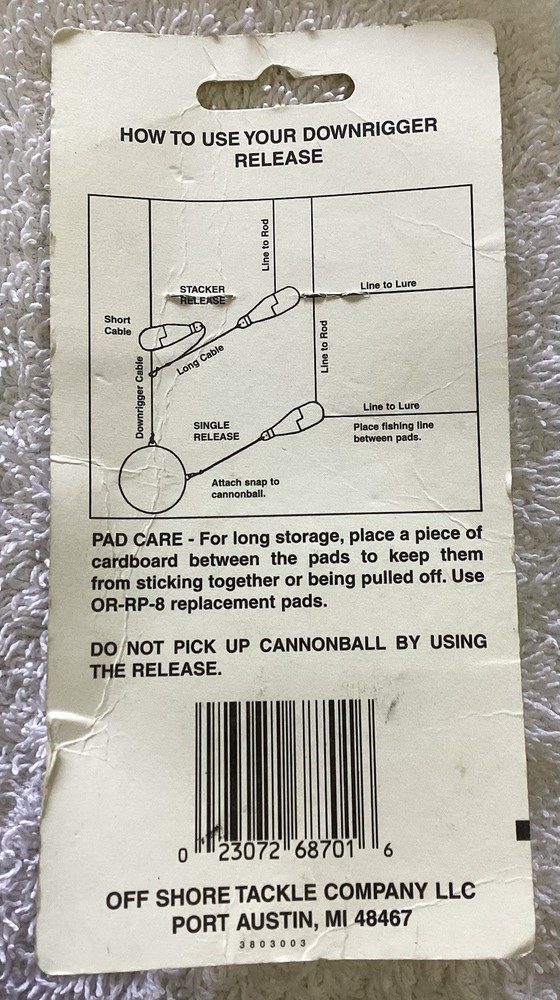 HOW TO USE YOUR DOWNRIGGER
RELEASE
Line to Rod
STACKER
RELEASE
Line to Lure
Short
Cable
Long Cable
Line to Rod
Downrigger Cable
SINGLE
RELEASE
Line to Lure
Place fishing line
between pads.
Attach snap to
cannonball.
PAD CARE - For long storage, place a piece of
cardboard between the pads to keep them
from sticking together or being pulled off. Use
OR-RP-8 replacement pads.
DO NOT PICK UP CANNONBALL BY USING
THE RELEASE.
0 23072 68701 6
OFF SHORE TACKLE COMPANY LLC
PORT AUSTIN, MI 48467
3803003